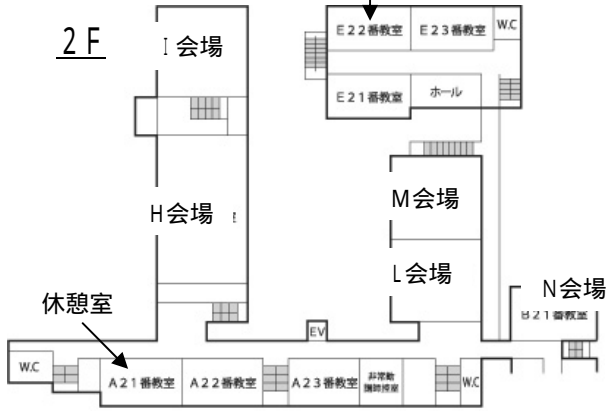 ２Ｆ
Ｉ会場
Ｅ２２番教室
Ｅ２３番教室
W.C
Ｅ２１番教室
ホール
Ｈ会場
Ｍ会場
Ｌ会場
Ｎ会場
Ｂ２１番教室
休憩室
EV
W.C
Ａ２１番教室
Ａ２２番教室
Ａ２３番教室
非常勤
講師控室
W.C